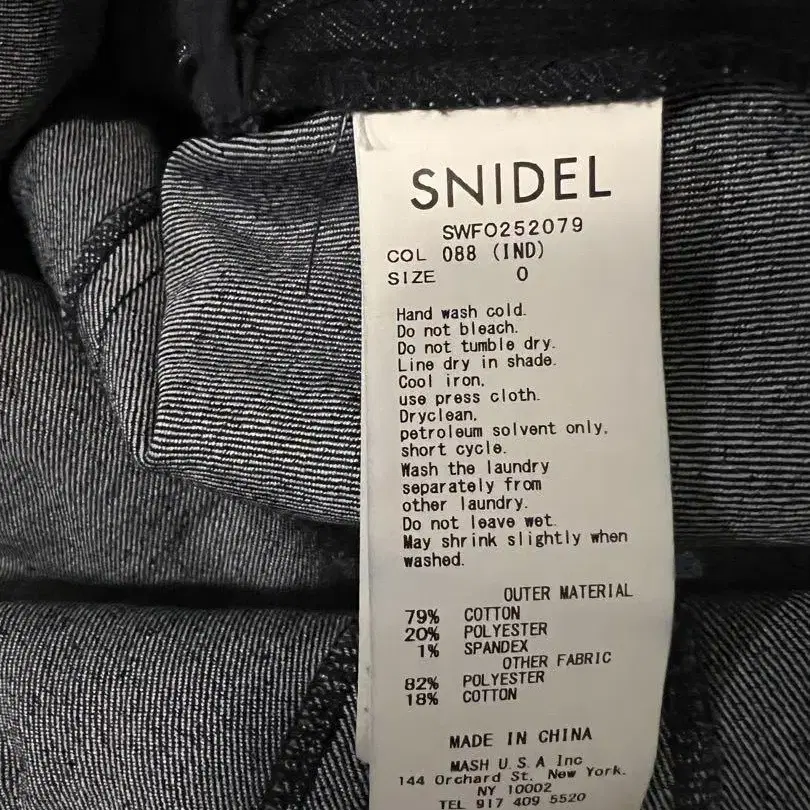 SNIDEL
SWFO252079
COL 088 (IND)
SIZE 0
Hand wash cold.
Do not bleach.
Do not tumble dry.
Line dry in shade.
Cool iron,
use press cloth.
Dryclean,
petroleum solvent only,
short cycle.
Wash the laundry
separately from
other laundry.
Do not leave wet.
May shrink slightly when
washed.
OUTER MATERIAL
79% COTTON
20% POLYESTER
1% SPANDEX
OTHER FABRIC
82% POLYESTER
18% COTTON
MADE IN CHINA
MASH U.S.A Inc
144 Orchard St. New York.
NY 10002
TEL 917 409 5520